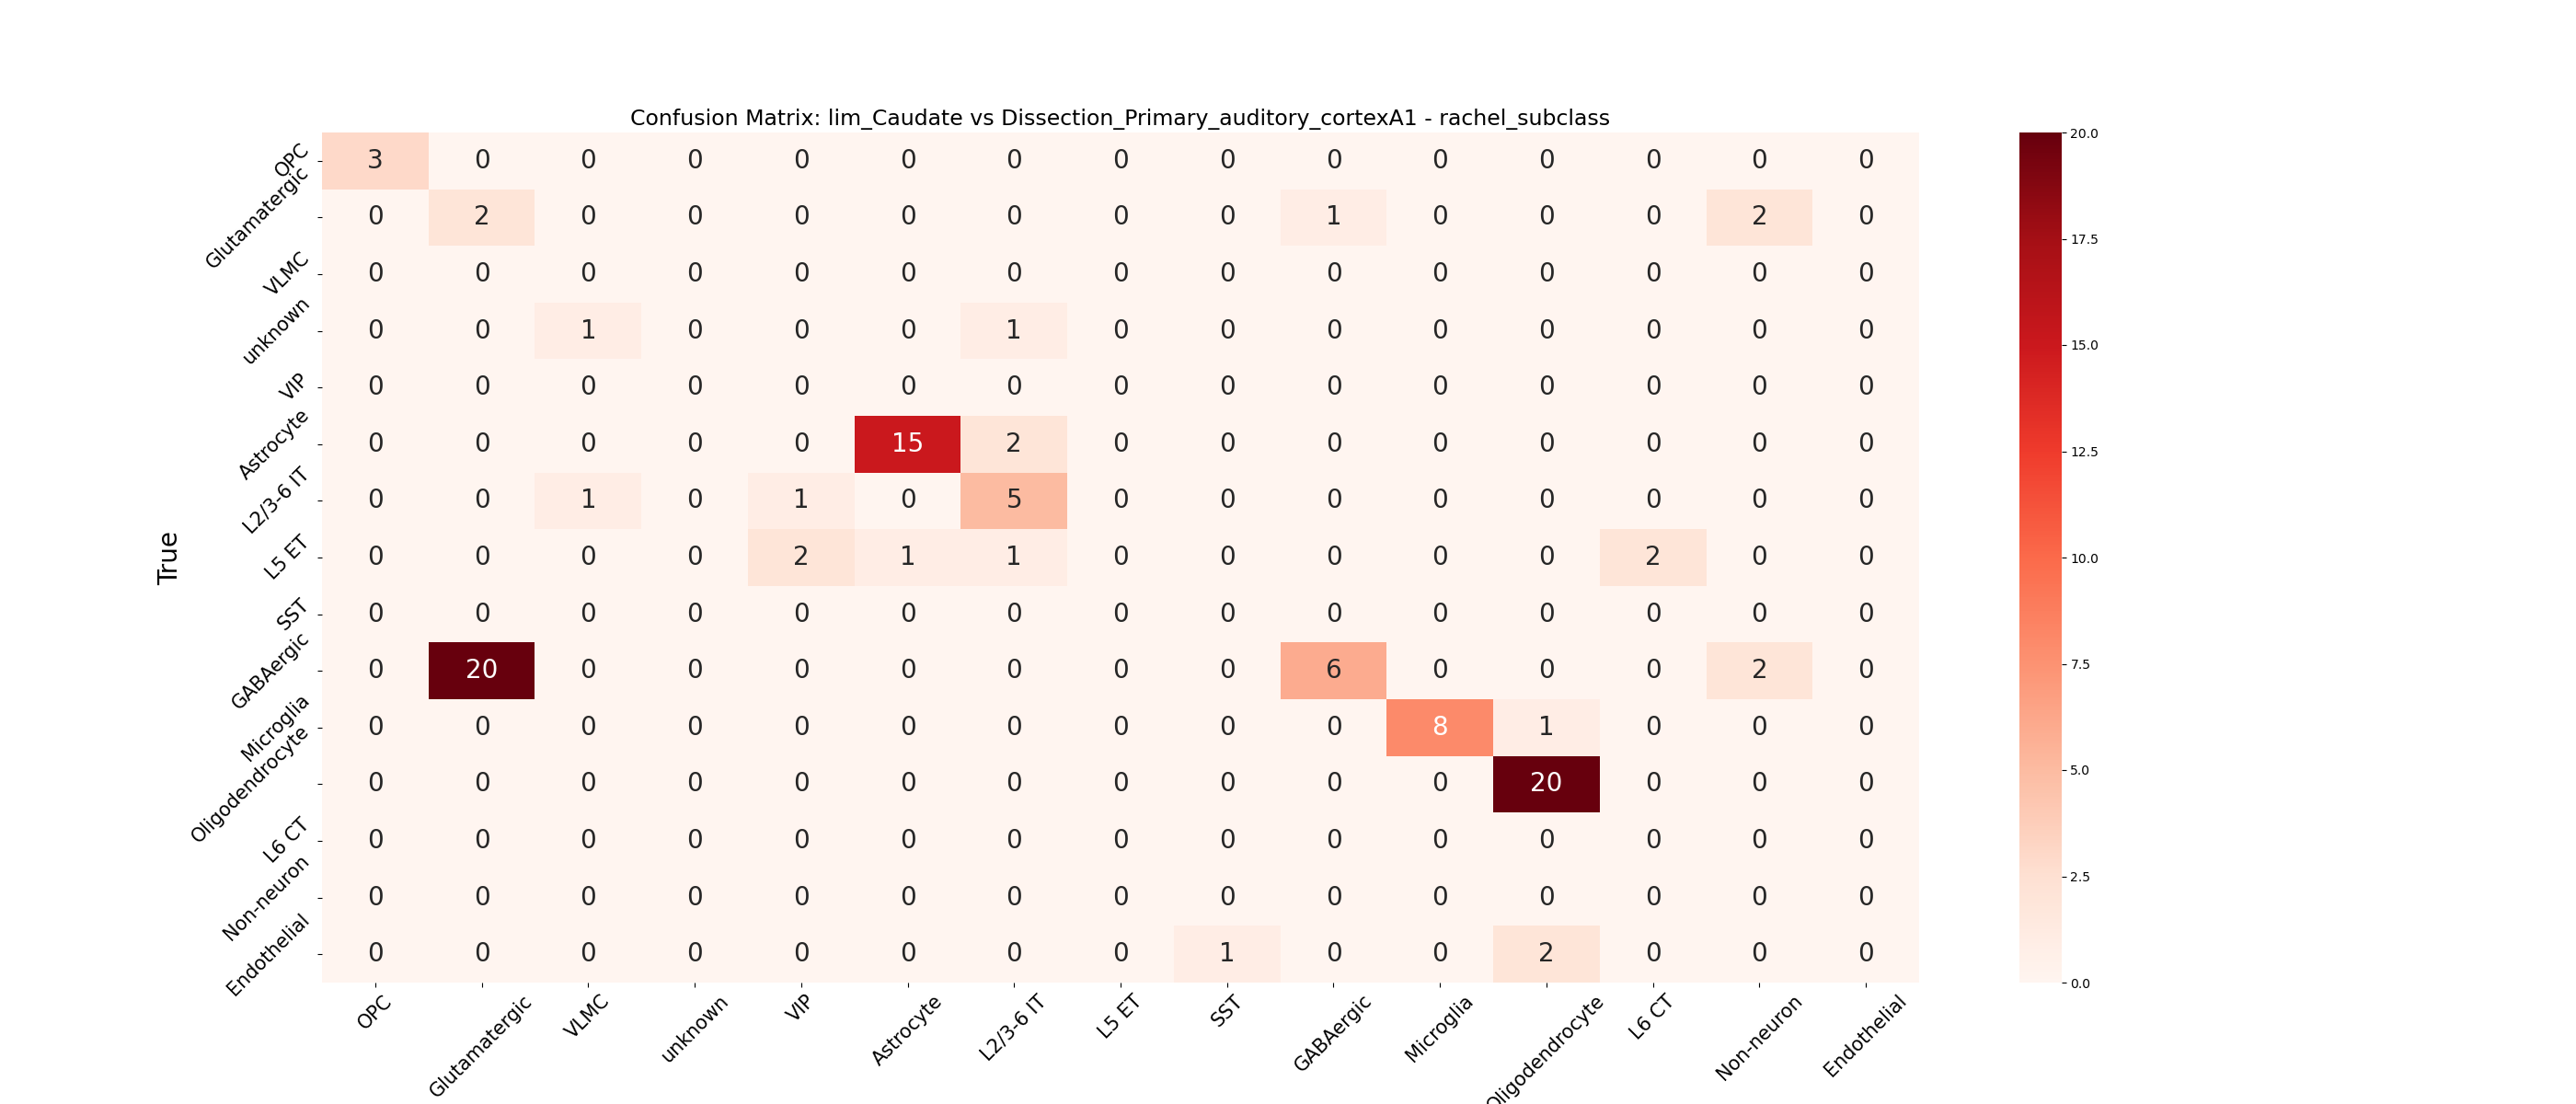 Confusion Matrix: lim_Caudate vs Dissection_Primary_auditory_cortexA1 - rachel_subclass
True
OPC 3 0 0 0 0 0 0 0 0 0 0 0 0 0 0
Glutamatergic 0 2 0 0 0 0 0 0 0 1 0 0 0 2 0
VLMC 0 0 0 0 0 0 0 0 0 0 0 0 0 0 0
unknown 0 0 1 0 0 0 1 0 0 0 0 0 0 0 0
VIP 0 0 0 0 0 0 0 0 0 0 0 0 0 0 0
Astrocyte 0 0 0 0 0 15 2 0 0 0 0 0 0 0 0
L2/3-6 IT 0 0 1 0 1 0 5 0 0 0 0 0 0 0 0
L5 ET 0 0 0 0 2 1 1 0 0 0 0 0 2 0 0
SST 0 0 0 0 0 0 0 0 0 0 0 0 0 0 0
GABAergic 0 20 0 0 0 0 0 0 0 6 0 0 0 2 0
Microglia 0 0 0 0 0 0 0 0 0 0 8 1 0 0 0
Oligodendrocyte 0 0 0 0 0 0 0 0 0 0 0 20 0 0 0
L6 CT 0 0 0 0 0 0 0 0 0 0 0 0 0 0 0
Non-neuron 0 0 0 0 0 0 0 0 0 0 0 0 0 0 0
Endothelial 0 0 0 0 0 0 0 0 1 0 0 2 0 0 0
OPC Glutamatergic VLMC unknown VIP Astrocyte L2/3-6 IT L5 ET SST GABAergic Microglia Oligodendrocyte L6 CT Non-neuron Endothelial
20.0
17.5
15.0
12.5
10.0
7.5
5.0
2.5
0.0